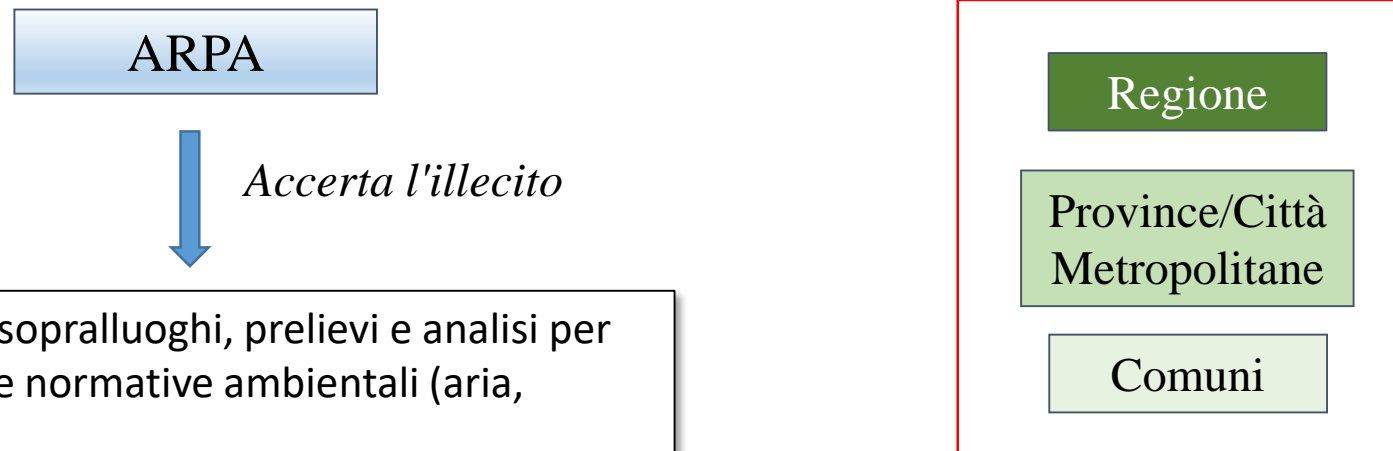 ARPA
Accerta l'illecito
sopralluoghi, prelievi e analisi per
e normative ambientali (aria,
Regione
Province/Città
Metropolitane
Comuni